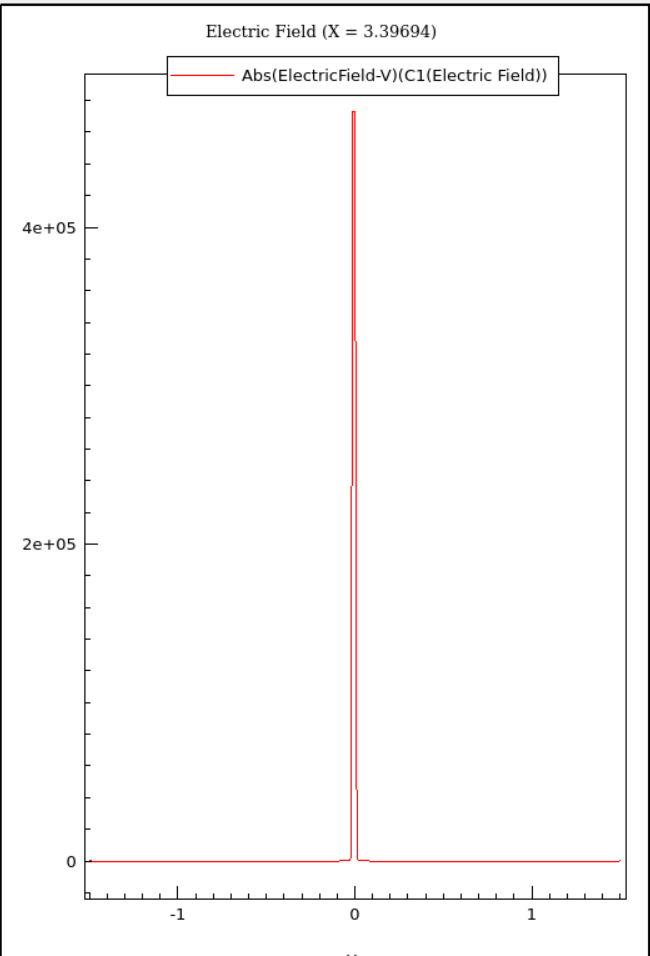 Electric Field (X = 3.39694)
Abs(ElectricField-V)(C1(Electric Field))
4e+05
2e+05
0
-1 0 1